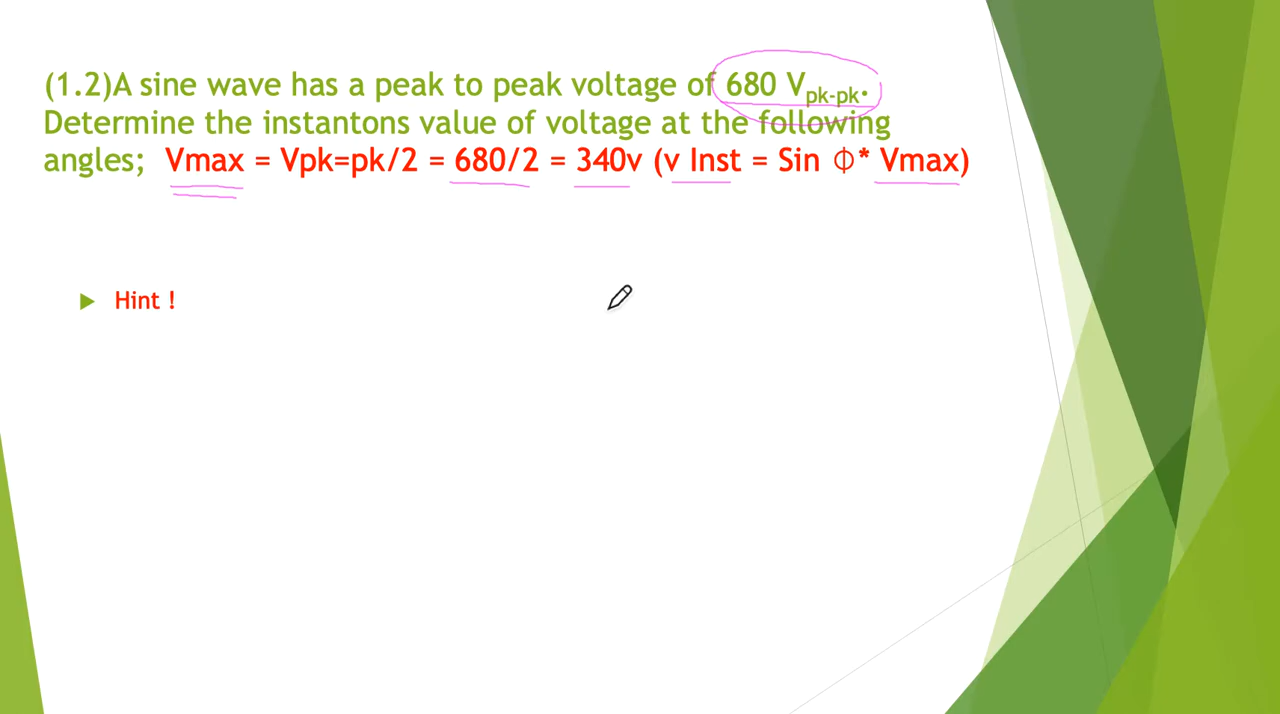 (1.2)A sine wave has a peak to peak voltage of 680 Vpk-pk.
Determine the instantons value of voltage at the following
angles; Vmax = Vpk=pk/2 = 680/2 = 340v (v Inst = Sin Φ* Vmax)
Hint !